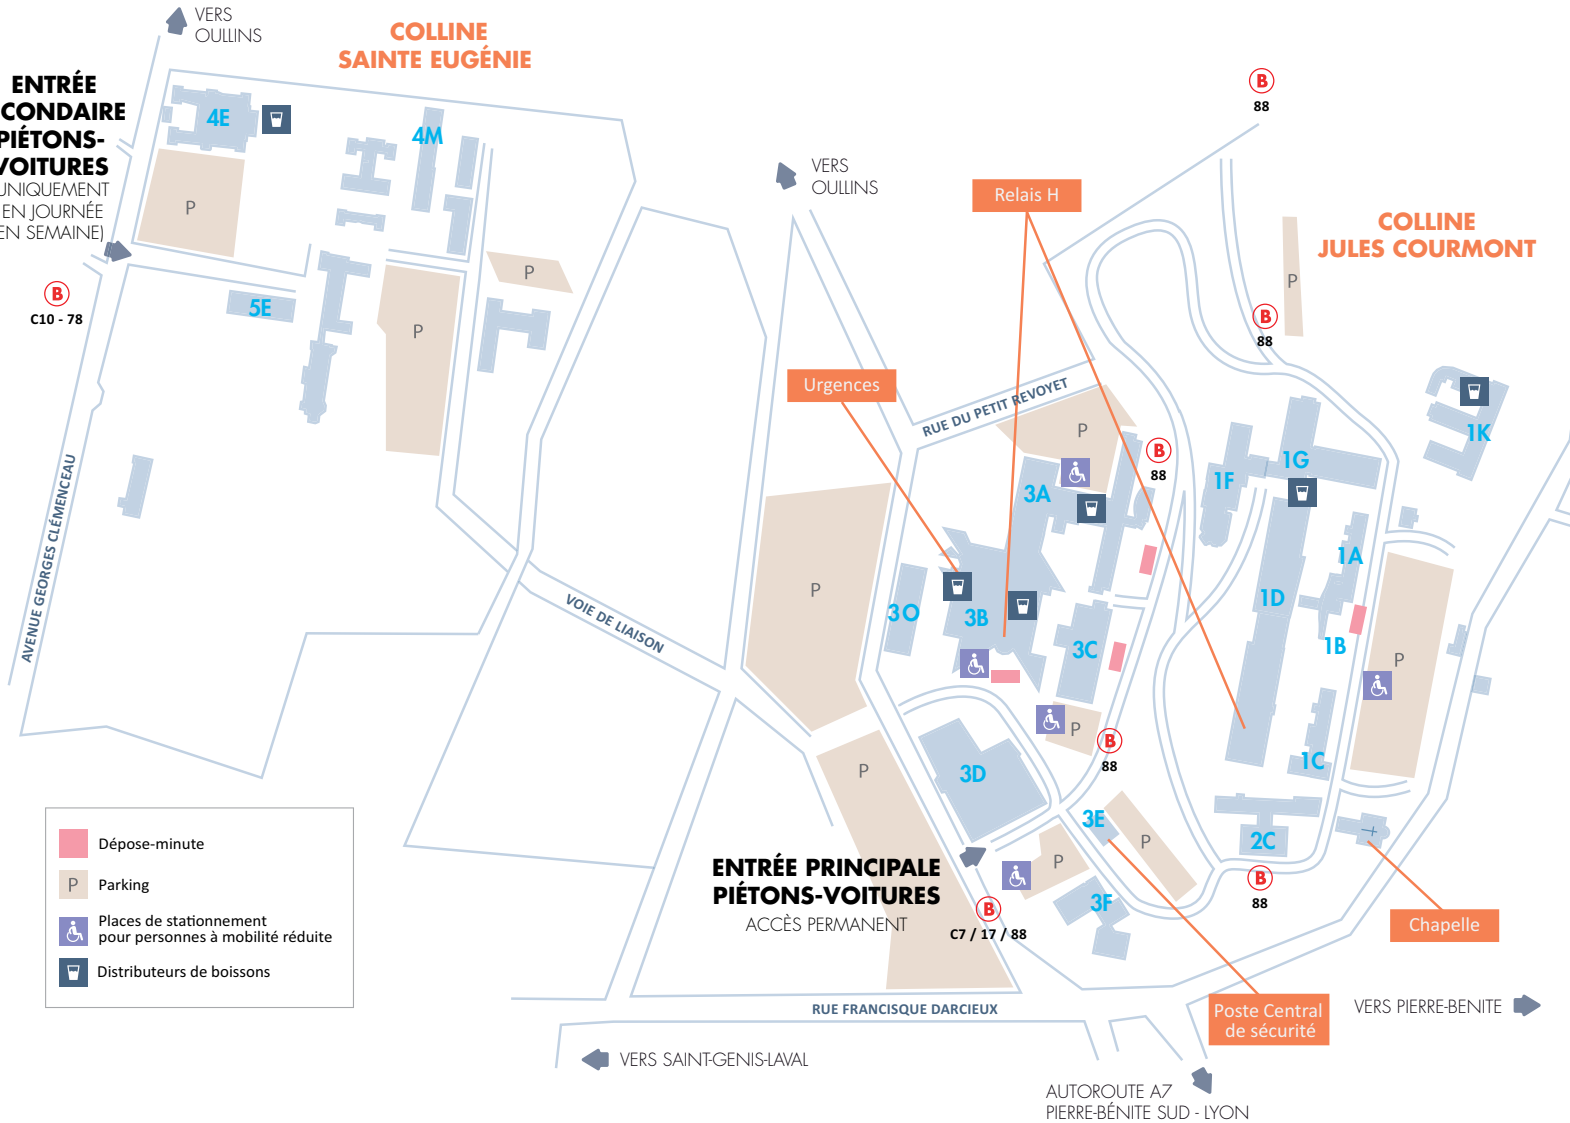 VERS
OULLINS
COLLINE
SAINTE EUGÉNIE
ENTRÉE
CONDAIRE
PIÉTONS-
VOITURES
UNIQUEMENT
EN JOURNÉE
EN SEMAINE)
4E
4M
P
B
C10 - 78
5E
P
P
AVENUE GEORGES CLÉMENCEAU
VOIE DE LIAISON
VERS
OULLINS
Relais H
B
88
COLLINE
JULES COURMONT
P
B
88
Urgences
RUE DU PETIT REVOYET
P
B
88
3A
1F
1G
1K
P
3O
3B
3C
1A
1D
1B
P
P
B
88
1C
P
3D
3E
P
2C
B
88
P
3F
ENTRÉE PRINCIPALE
PIÉTONS-VOITURES
ACCÈS PERMANENT
B
C7 / 17 / 88
Chapelle
Poste Central
de sécurité
RUE FRANCISQUE DARCIEUX
VERS PIERRE-BENITE
VERS SAINT-GENIS-LAVAL
AUTOROUTE A7
PIERRE-BÉNITE SUD - LYON
Dépose-minute
P Parking
Places de stationnement
pour personnes à mobilité réduite
Distributeurs de boissons